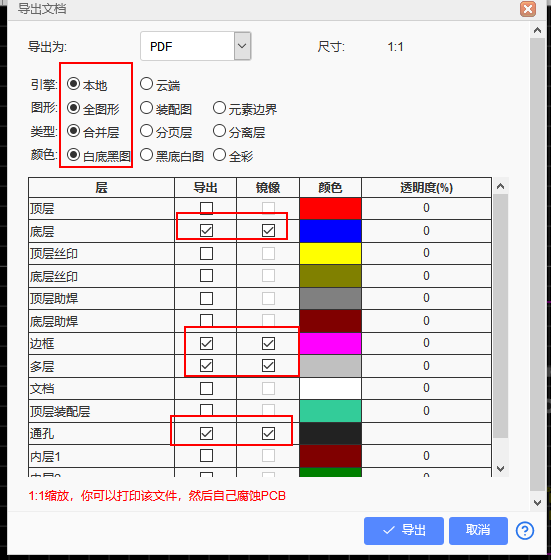 导出文档
导出为: PDF 尺寸: 1:1
引擎: 本地 云端
图形: 全图形 装配图 元素边界
类型: 合并层 分页层 分离层
颜色: 白底黑图 黑底白图 全彩
层 导出 镜像 颜色 透明度(%)
顶层 0
底层 0
顶层丝印 0
底层丝印 0
顶层助焊 0
底层助焊 0
边框 0
多层 0
文档 0
顶层装配层 0
通孔
内层1 0
内层2 0
1:1缩放，你可以打印该文件，然后自己腐蚀PCB
导出 取消 ?